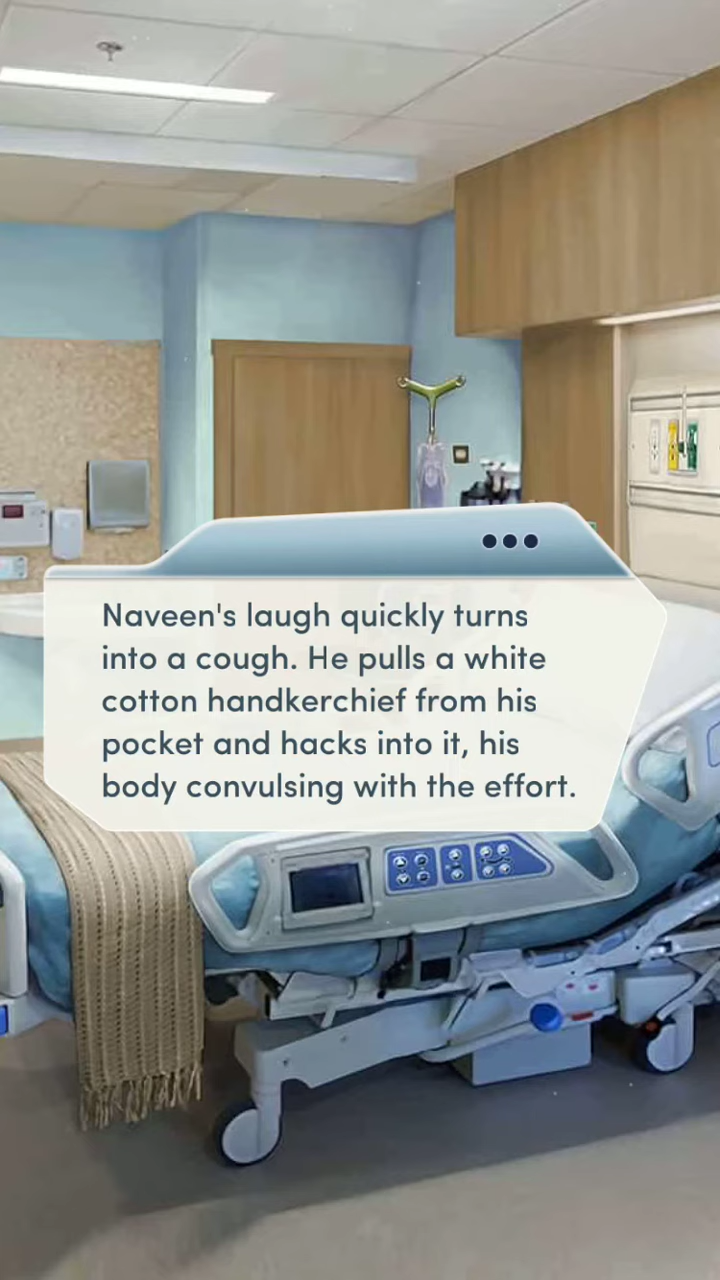 Naveen's laugh quickly turns
into a cough. He pulls a white
cotton handkerchief from his
pocket and hacks into it, his
body convulsing with the effort.